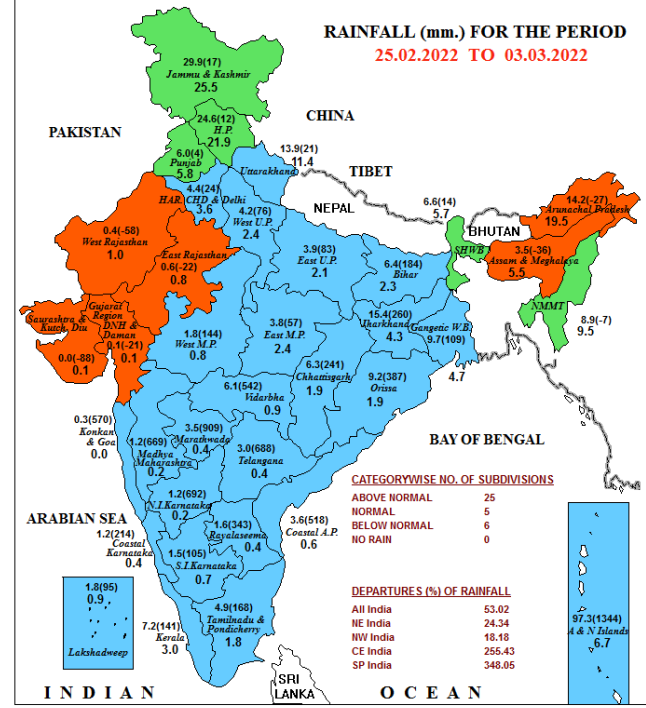 RAINFALL (mm.) FOR THE PERIOD
25.02.2022 TO 03.03.2022
29.9(17)
Jammu & Kashmir
25.5
CHINA
24.6(12)
H.P.
21.9
PAKISTAN
6.0(4)
Punjab
5.8
13.9(21)
11.4
Uttarakhand
TIBET
4.4(24)
HAR. CHD & Delhi
3.6
NEPAL
6.6(14)
5.7
14.2(-27)
Arunachal Pradesh
19.5
4.2(76)
West U.P.
2.4
0.4(-58)
West Rajasthan
1.0
BHUTAN
East Rajasthan
0.6(-22)
0.8
3.9(83)
East U.P.
2.1
6.4(184)
Bihar
2.3
SHWB
3.5(-36)
Assam & Meghalaya
5.5
NMMT
8.9(-7)
9.5
Saurashtra &
Kutch, Diu
0.0(-88)
0.1
Gujarat
Region
DNH &
Daman
0.1(-21)
0.1
1.8(144)
West M.P.
0.8
3.8(57)
East M.P.
2.4
15.4(260)
Jharkhand
4.3
Gangetic W.B.
9.7(109)
4.7
6.3(241)
Chhattisgarh
1.9
9.2(387)
Orissa
1.9
6.1(542)
Vidarbha
0.9
0.3(570)
Konkan
& Goa
0.0
1.2(669)
Madhya
Maharashtra
0.2
3.5(909)
Marathwada
0.4
3.0(688)
Telangana
0.4
BAY OF BENGAL
CATEGORYWISE NO. OF SUBDIVISIONS
ABOVE NORMAL 25
NORMAL 5
BELOW NORMAL 6
NO RAIN 0
1.2(692)
N.I.Karnataka
0.2
ARABIAN SEA
1.2(214)
Coastal
Karnataka
0.4
1.6(343)
Rayalaseema
0.4
3.6(518)
Coastal A.P.
0.6
1.5(105)
S.I.Karnataka
0.7
DEPARTURES (%) OF RAINFALL
All India 53.02
NE India 24.34
NW India 18.18
CE India 255.43
SP India 348.05
1.8(95)
0.9
Lakshadweep
4.9(168)
Tamilnadu &
Pondicherry
1.8
7.2(141)
Kerala
3.0
97.3(1344)
A & N Islands
6.7
SRI
LANKA
INDIAN OCEAN